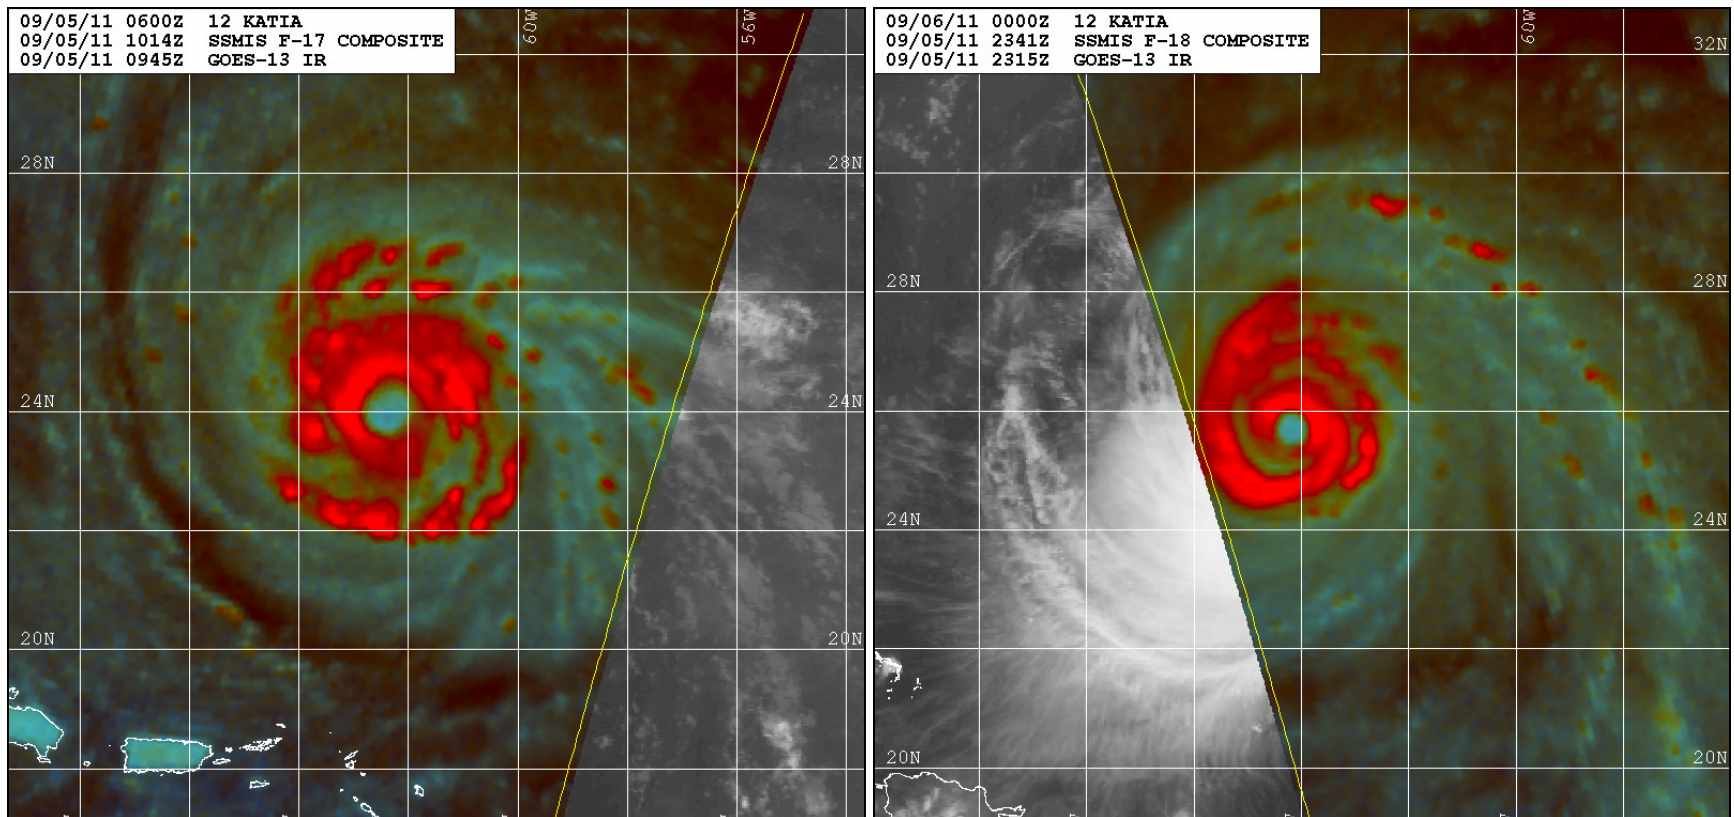 09/05/11 0600Z 12 KATIA
09/05/11 1014Z SSMIS F-17 COMPOSITE
09/05/11 0945Z GOES-13 IR
60W
56W
28N
28N
24N
24N
20N
20N
09/06/11 0000Z 12 KATIA
09/05/11 2341Z SSMIS F-18 COMPOSITE
09/05/11 2315Z GOES-13 IR
60W
32N
28N
28N
24N
24N
20N
20N